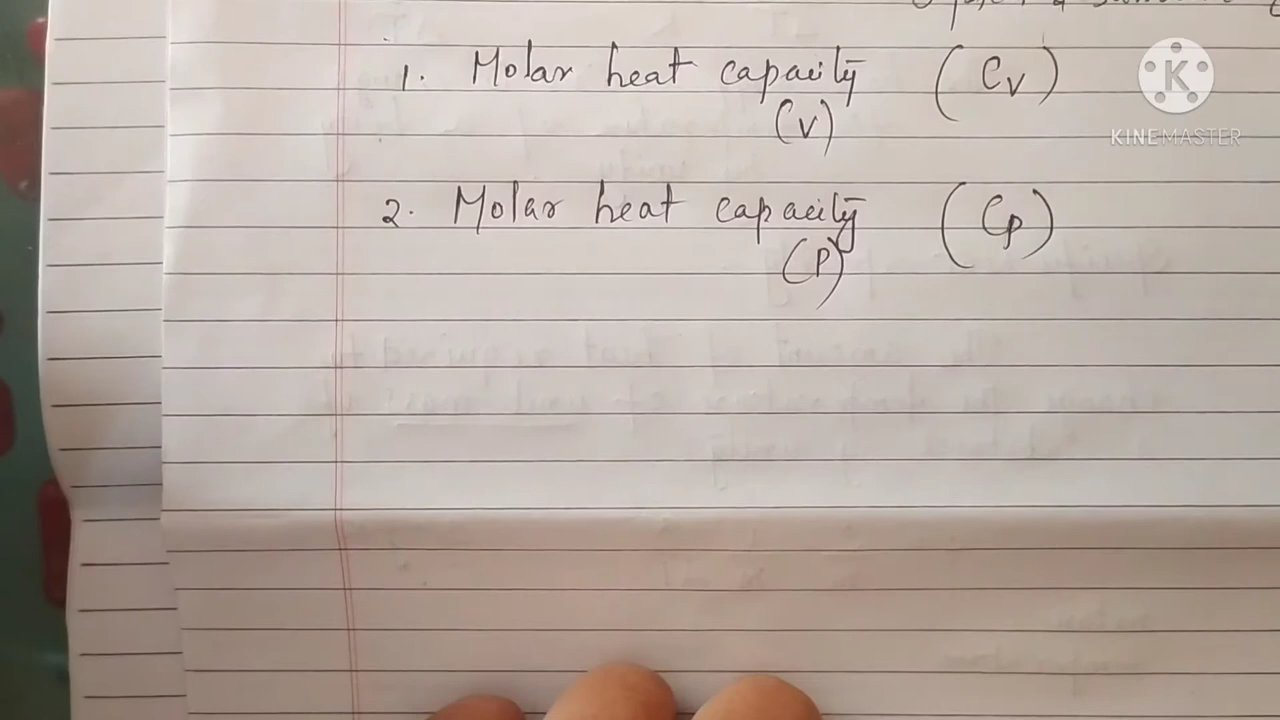 1. Molar heat capacity (Cv)
(V)
2. Molar heat capacity (Cp)
(P)
K
KINEMASTER